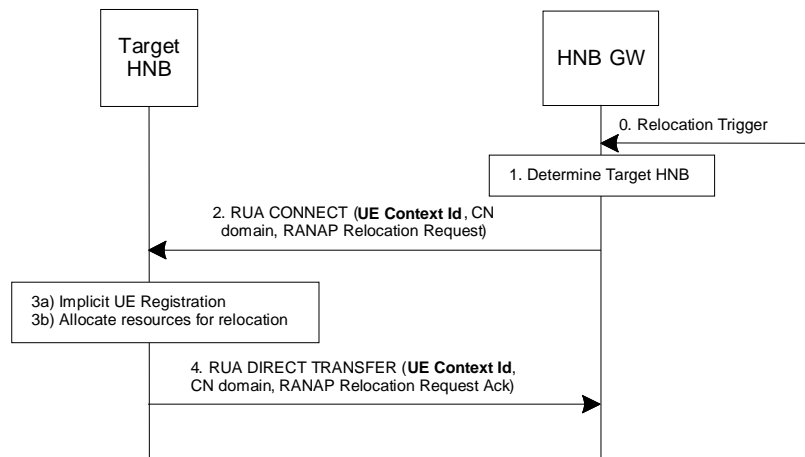 Target
HNB
HNB GW
0. Relocation Trigger
1. Determine Target HNB
2. RUA CONNECT (UE Context Id, CN
domain, RANAP Relocation Request)
3a) Implicit UE Registration
3b) Allocate resources for relocation
4. RUA DIRECT TRANSFER (UE Context Id,
CN domain, RANAP Relocation Request Ack)